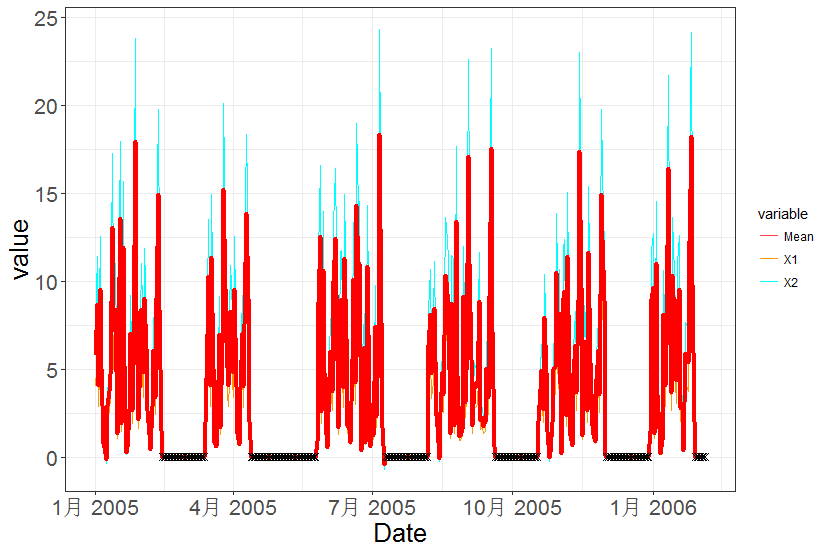 25
20
15
10
5
0
value
1月 2005
4月 2005
7月 2005
10月 2005
1月 2006
Date
variable
Mean
X1
X2